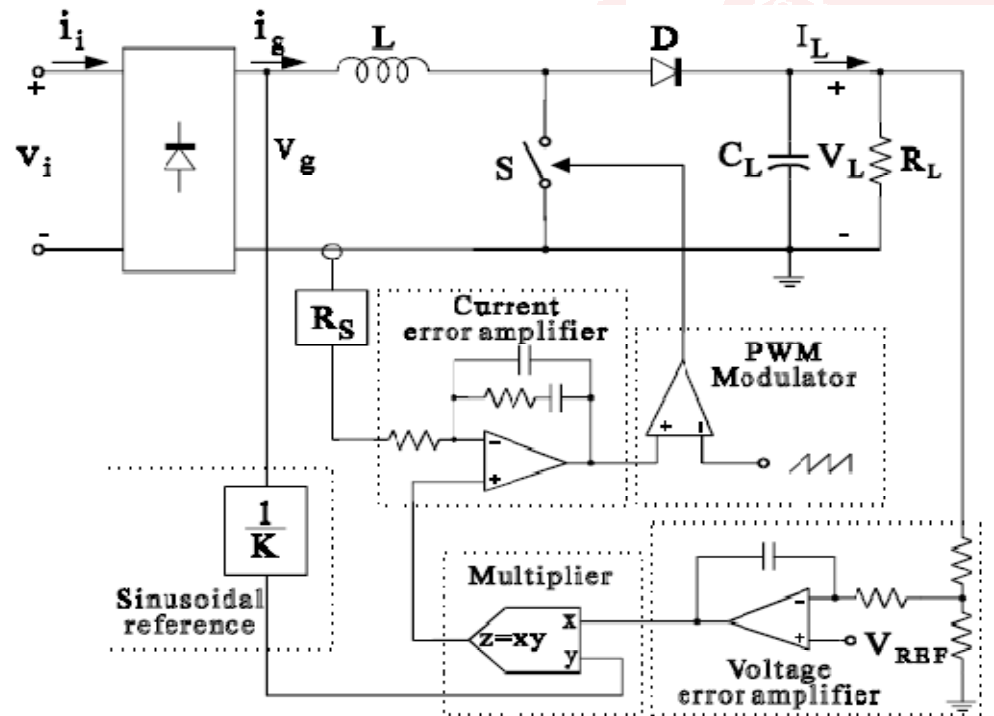 i_i
i_g
L
D
I_L
+
+
v_i
V_g
S
C_L
V_L
R_L
-
-
R_S
Current
error amplifier
PWM
Modulator
-
+
+
-
1
K
Sinusoidal
reference
Multiplier
z=xy
x
y
-
+
V_REF
Voltage
error amplifier